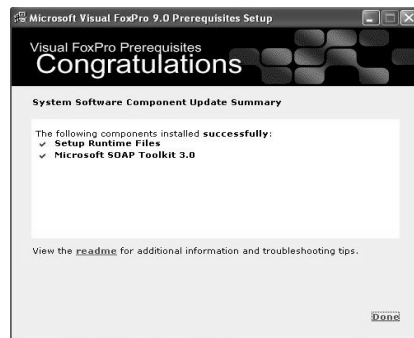 Microsoft Visual FoxPro 9.0 Prerequisites Setup
Visual FoxPro Prerequisites
Congratulations
System Software Component Update Summary
The following components installed successfully:
Setup Runtime Files
Microsoft SOAP Toolkit 3.0
View the readme for additional information and troubleshooting tips.
Done